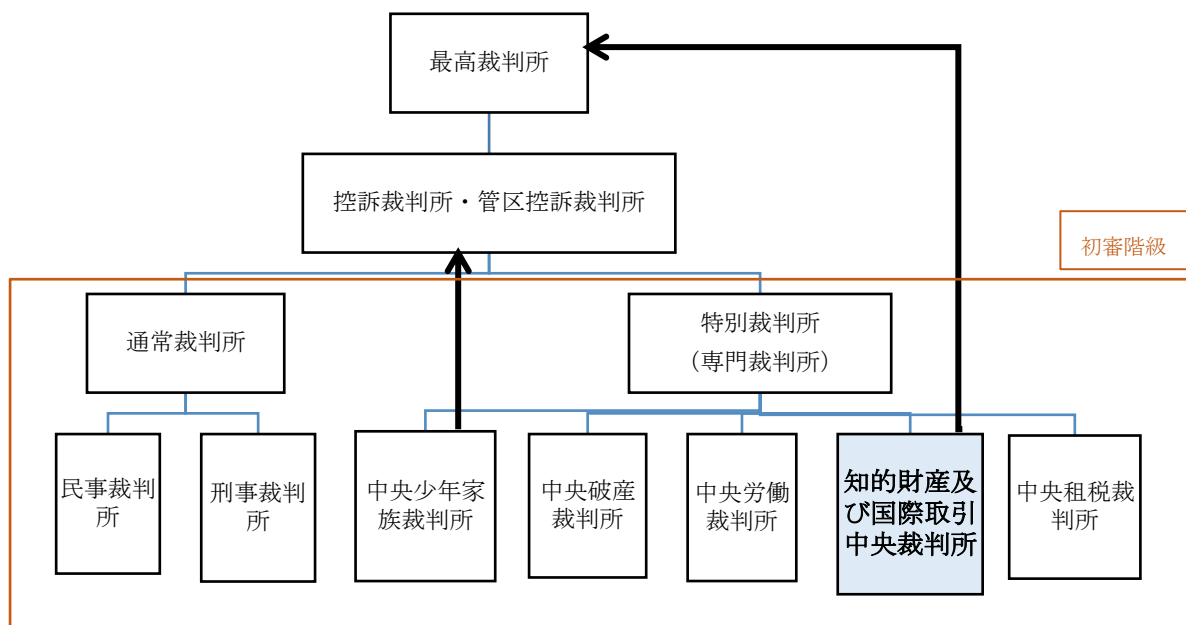 最高裁判所
控訴裁判所・管区控訴裁判所
初審階級
通常裁判所
特別裁判所
（専門裁判所）
民事裁判
所
刑事裁判
所
中央少年家
族裁判所
中央破産
裁判所
中央労働
裁判所
知的財産及
び国際取引
中央裁判所
中央租税裁
判所